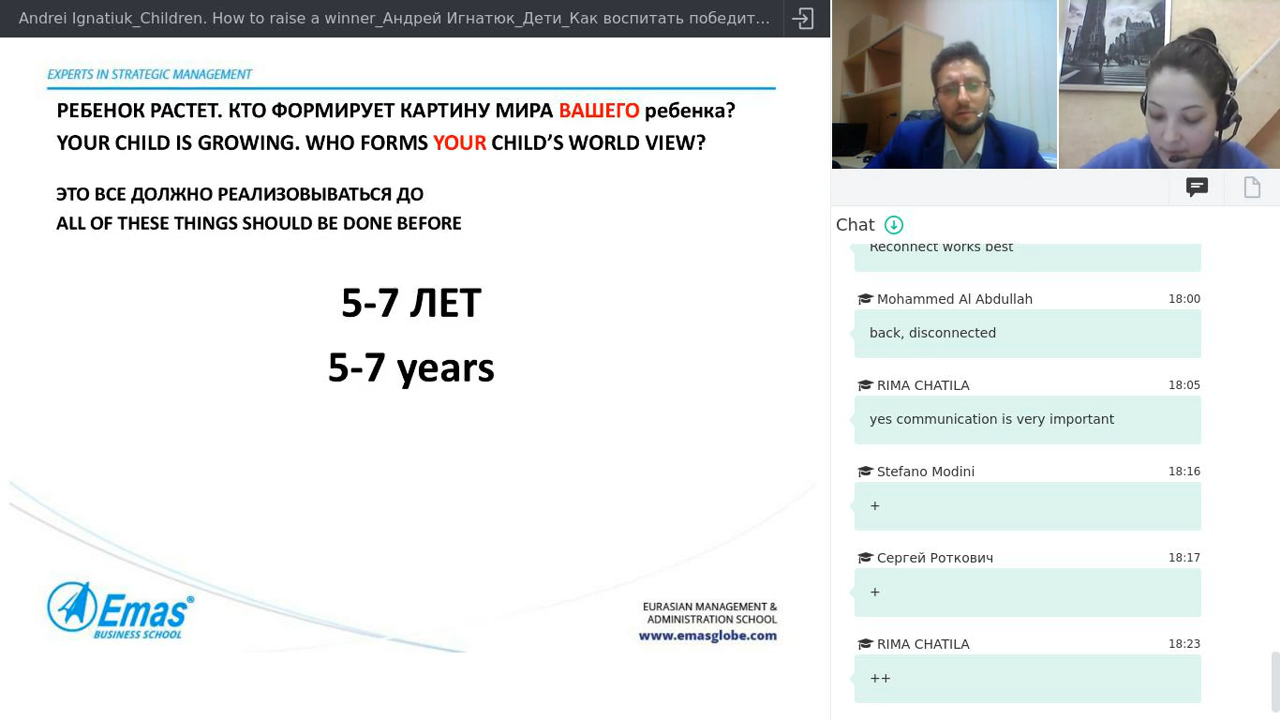 Andrei Ignatiuk_Children. How to raise a winner_Андрей Игнатюк_Дети_Как воспитать победит...
EXPERTS IN STRATEGIC MANAGEMENT
РЕБЕНОК РАСТЕТ. КТО ФОРМИРУЕТ КАРТИНУ МИРА ВАШЕГО ребенка?
YOUR CHILD IS GROWING. WHO FORMS YOUR CHILD’S WORLD VIEW?
ЭТО ВСЕ ДОЛЖНО РЕАЛИЗОВЫВАТЬСЯ ДО
ALL OF THESE THINGS SHOULD BE DONE BEFORE
5-7 ЛЕТ
5-7 years
Emas®
BUSINESS SCHOOL
EURASIAN MANAGEMENT &
ADMINISTRATION SCHOOL
www.emasglobe.com
Chat
Reconnect works best
Mohammed Al Abdullah 18:00
back, disconnected
RIMA CHATILA 18:05
yes communication is very important
Stefano Modini 18:16
+
Сергей Роткович 18:17
+
RIMA CHATILA 18:23
++